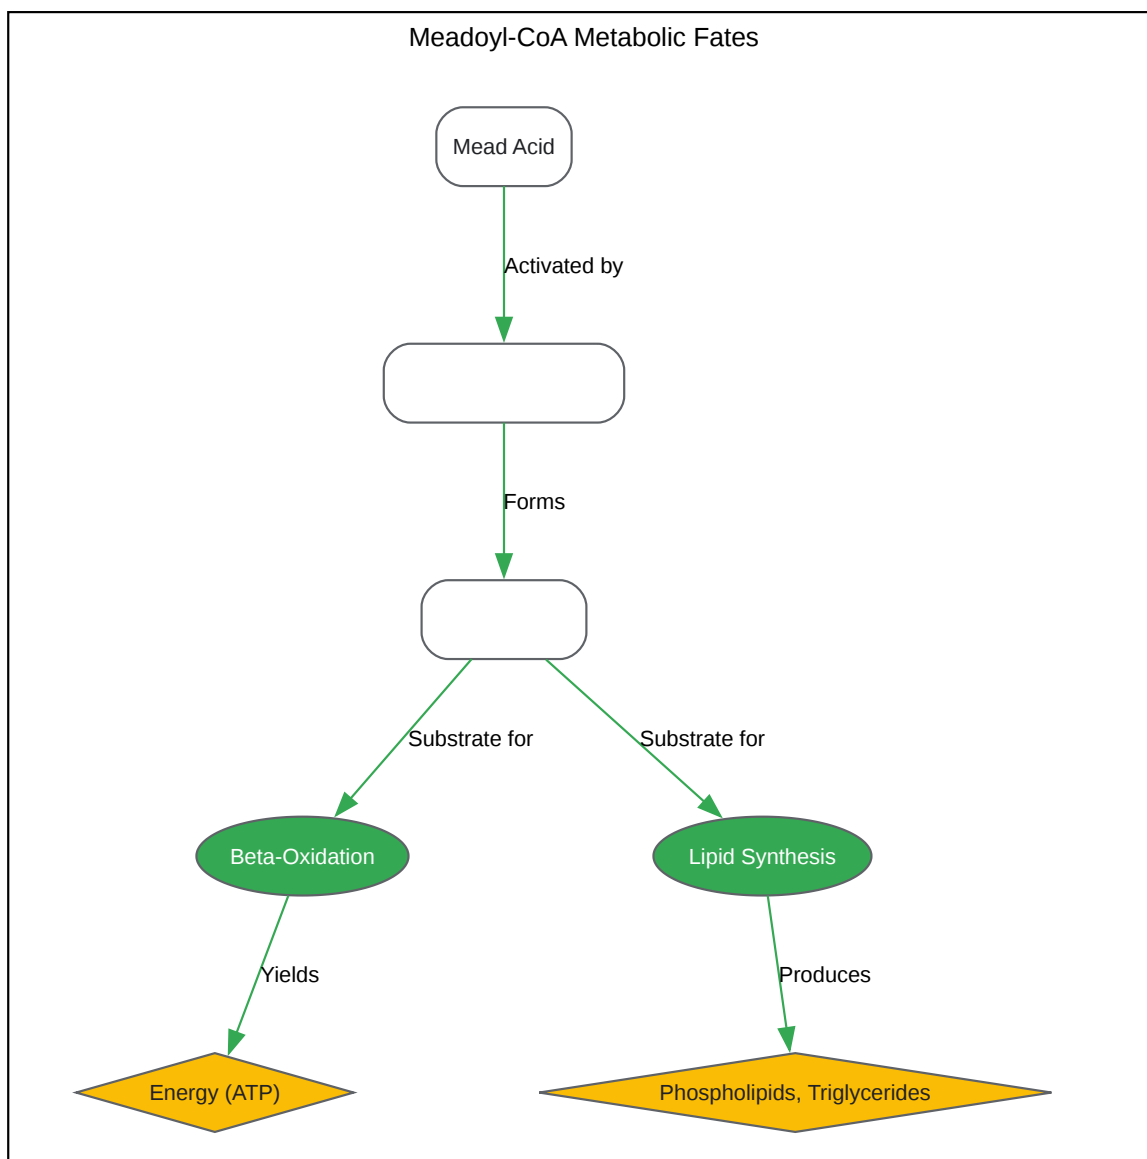 Meadoyl-CoA Metabolic Fates
Mead Acid
Activated by
Forms
Substrate for
Substrate for
Beta-Oxidation
Lipid Synthesis
Yields
Produces
Energy (ATP)
Phospholipids, Triglycerides